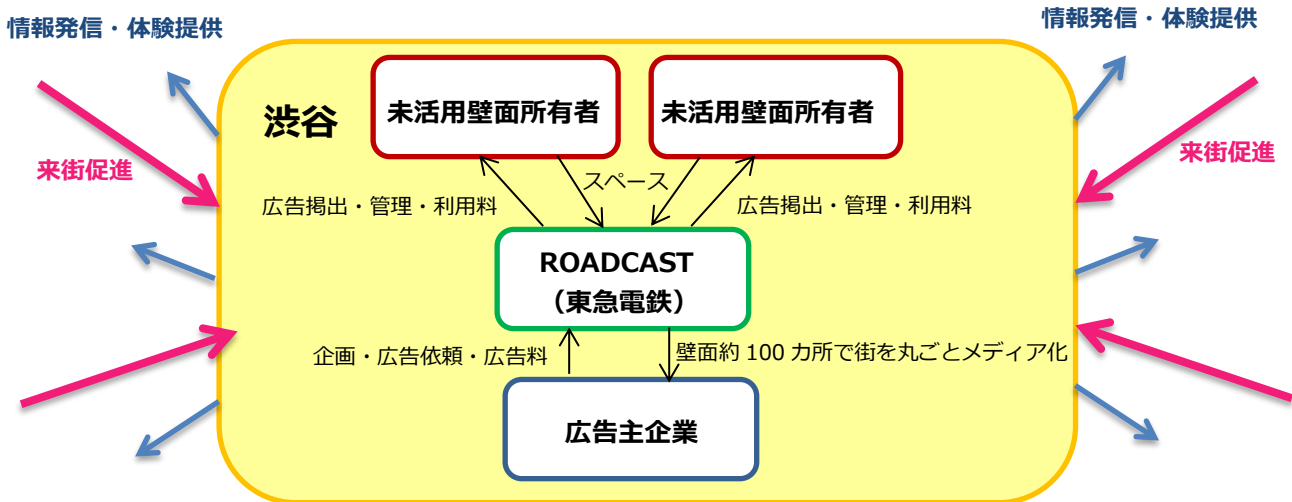 情報発信・体験提供
情報発信・体験提供
渋谷
未活用壁面所有者
未活用壁面所有者
来街促進
来街促進
スペース
広告掲出・管理・利用料
広告掲出・管理・利用料
ROADCAST
（東急電鉄）
企画・広告依頼・広告料
壁面約 100 カ所で街を丸ごとメディア化
広告主企業